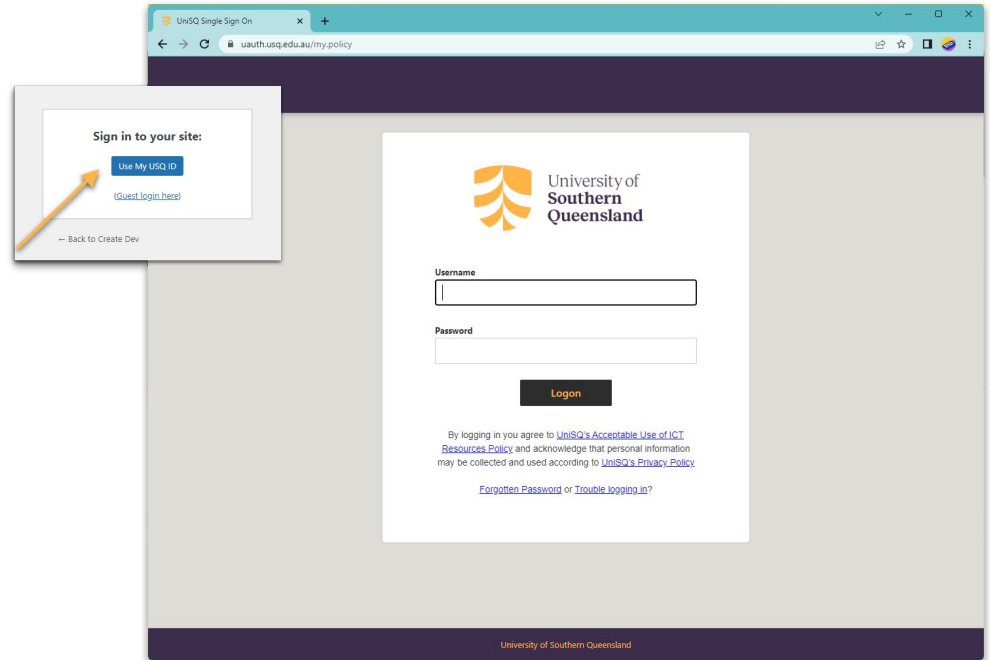 UniSQ Single Sign On
uauth.usq.edu.au/my.policy
Sign in to your site:
Use My USQ ID
(Guest login here)
← Back to Create Dev
University of
Southern
Queensland
Username
Password
Logon
By logging in you agree to UniSQ's Acceptable Use of ICT
Resources Policy and acknowledge that personal information
may be collected and used according to UniSQ's Privacy Policy
Forgotten Password or Trouble logging in?
University of Southern Queensland